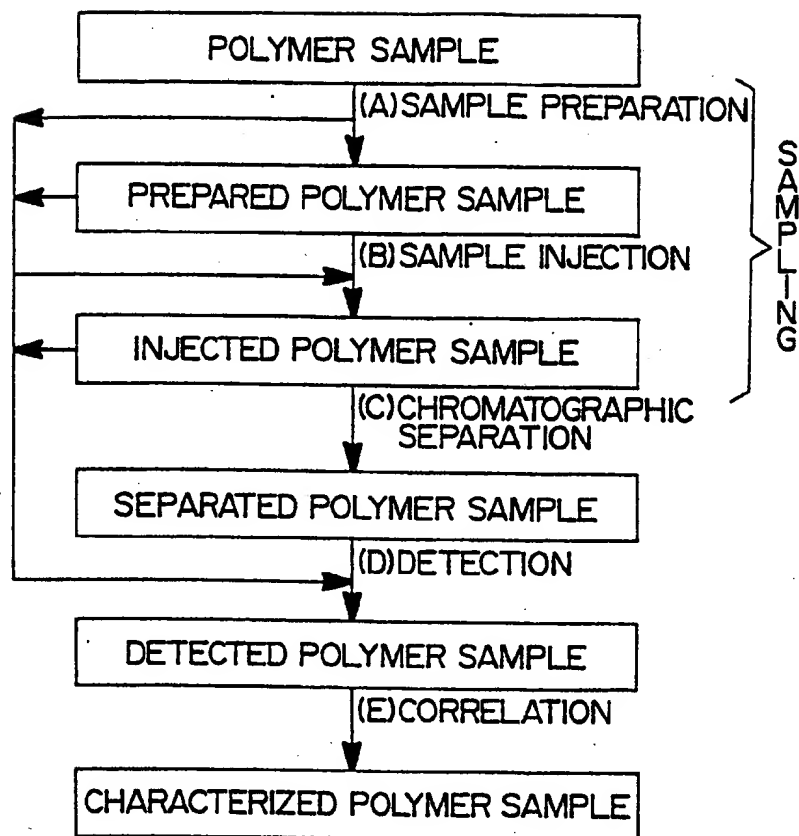 POLYMER SAMPLE
(A) SAMPLE PREPARATION
PREPARED POLYMER SAMPLE
(B) SAMPLE INJECTION
INJECTED POLYMER SAMPLE
(C) CHROMATOGRAPHIC
SEPARATION
SEPARATED POLYMER SAMPLE
(D) DETECTION
DETECTED POLYMER SAMPLE
(E) CORRELATION
CHARACTERIZED POLYMER SAMPLE
SAMPLING